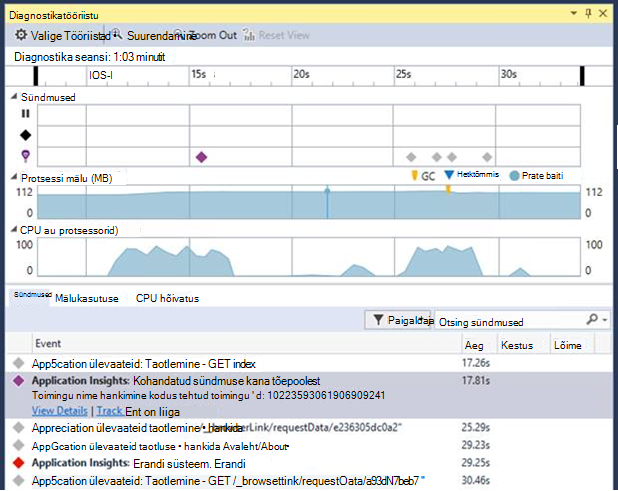 Diagnostikatööriistu
Valige Tööriistad Suurendamine Zoom Out Reset View
Diagnostika seansi: 1:03 minutit
IOS-I 15s 20s 25s 30s
Sündmused
Protsessi mälu (MB) GC Hetktõmmis Prate baiti
112 112
0 0
CPU au protsessorid)
100 100
0 0
Sündmused Mälukasutuse CPU hõivatus
Otsing sündmused
Event Aeg Kestus Lõime
App5cation ülevaateid: Taotlemine - GET index 17.26s
Application Insights: Kohandatud sündmuse kana tõepoolest 17.81s
Toimingu nime hankimine kodus tehtud toimingu ' d: 10223593061906909241
View Details | Track Ent on liiga
Appreciation ülevaateid taotlemine hankida erLink/requestData/e236305dc0a2" 25.29s
AppGcation ülevaateid taotluse • hankida Avaleht/About 29.23s
Application Insights: Erandi süsteem. Erandi 29.25s
App5cation ülevaateid: Taotlemine - GET /_browsettink/requestOata/a93dN7beb7 " 30.46s